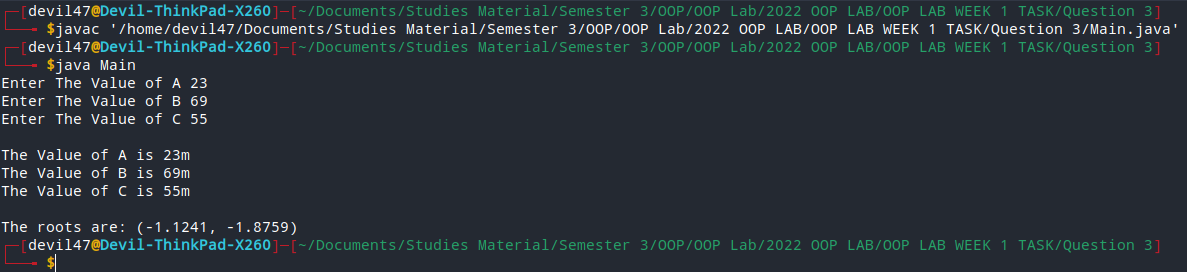 [devil47@Devil-ThinkPad-X260]-[~/Documents/Studies Material/Semester 3/OOP/OOP Lab/2022 OOP LAB/OOP LAB WEEK 1 TASK/Question 3]
$javac '/home/devil47/Documents/Studies Material/Semester 3/OOP/OOP Lab/2022 OOP LAB/OOP LAB WEEK 1 TASK/Question 3/Main.java'
[devil47@Devil-ThinkPad-X260]-[~/Documents/Studies Material/Semester 3/OOP/OOP Lab/2022 OOP LAB/OOP LAB WEEK 1 TASK/Question 3]
$java Main
Enter The Value of A 23
Enter The Value of B 69
Enter The Value of C 55
The Value of A is 23m
The Value of B is 69m
The Value of C is 55m
The roots are: (-1.1241, -1.8759)
[devil47@Devil-ThinkPad-X260]-[~/Documents/Studies Material/Semester 3/OOP/OOP Lab/2022 OOP LAB/OOP LAB WEEK 1 TASK/Question 3]
$